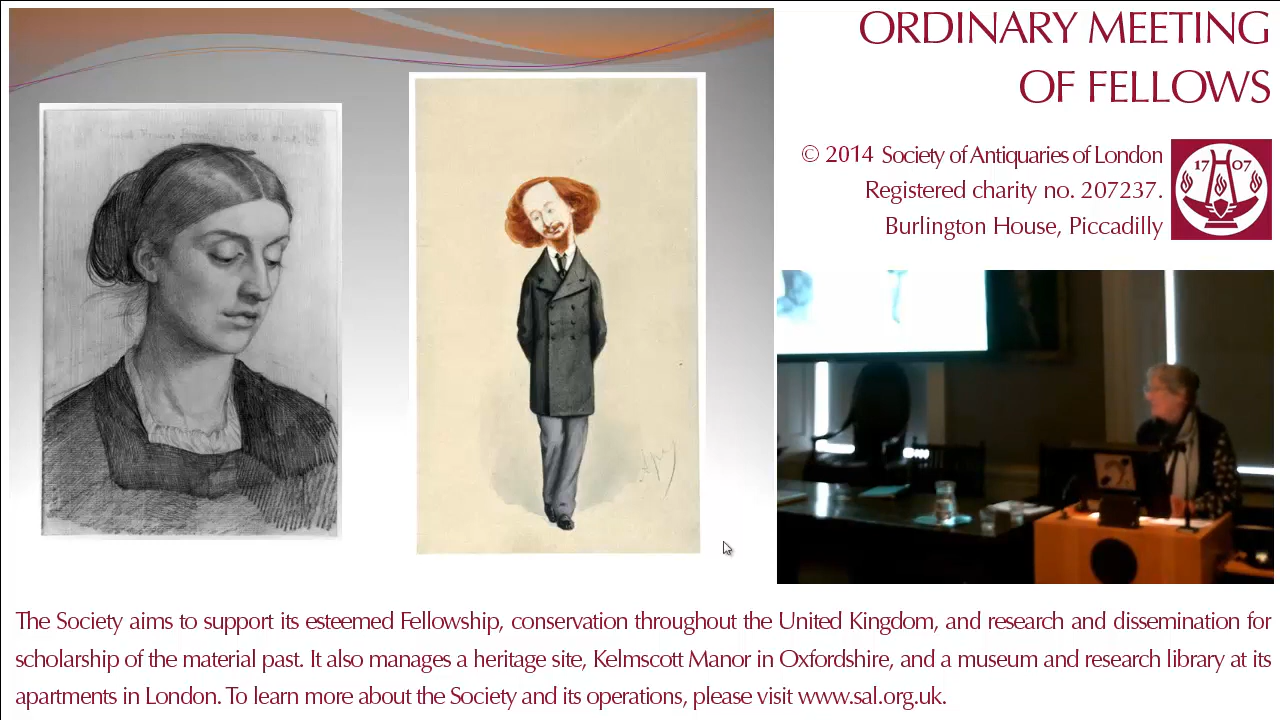 ORDINARY MEETING
OF FELLOWS
© 2014 Society of Antiquaries of London
Registered charity no. 207237.
Burlington House, Piccadilly
17 07
Ape
The Society aims to support its esteemed Fellowship, conservation throughout the United Kingdom, and research and dissemination for
scholarship of the material past. It also manages a heritage site, Kelmscott Manor in Oxfordshire, and a museum and research library at its
apartments in London. To learn more about the Society and its operations, please visit www.sal.org.uk.